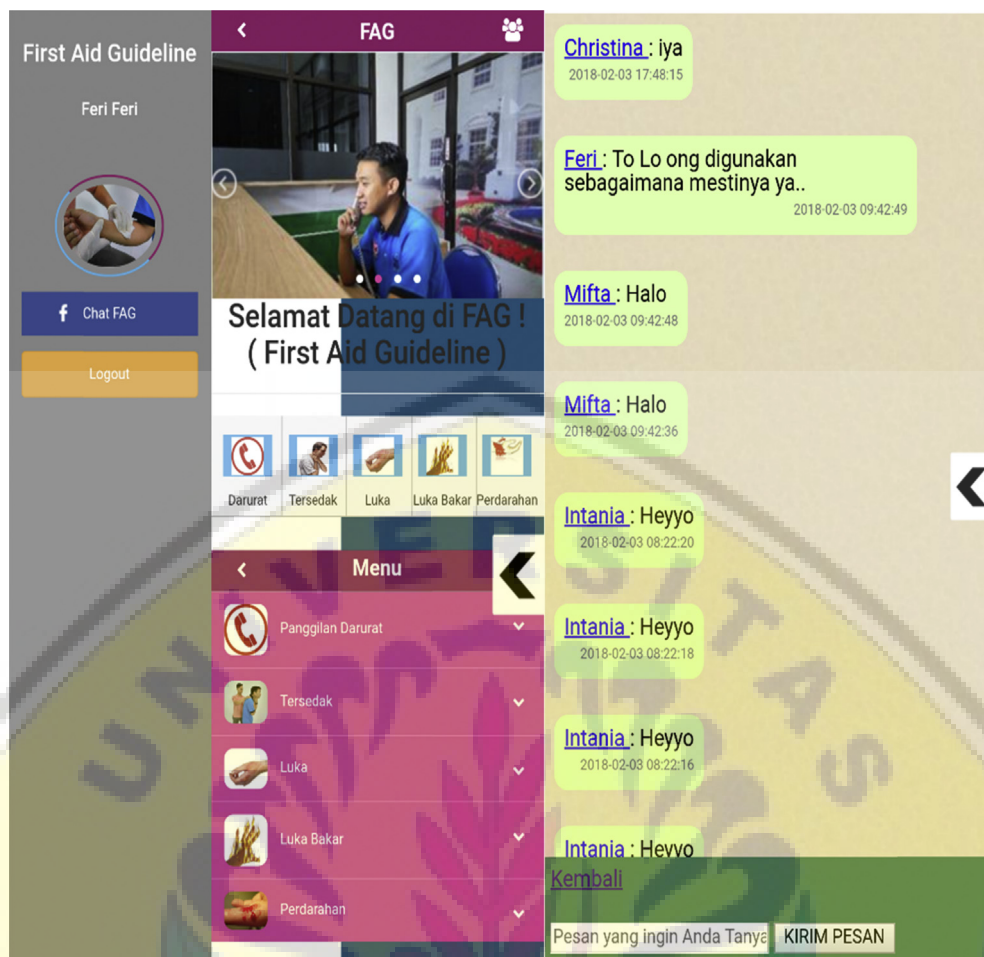 First Aid Guideline
Feri Feri
f Chat FAG
Logout
FAG
Selamat Datang di FAG !
( First Aid Guideline )
Darurat
Tersedak
Luka
Luka Bakar
Perdarahan
Menu
Panggilan Darurat
Tersedak
Luka
Luka Bakar
Perdarahan
Christina : iya
2018-02-03 17:48:15
Feri : To Lo ong digunakan
sebagaimana mestinya ya..
2018-02-03 09:42:49
Mifta : Halo
2018-02-03 09:42:48
Mifta : Halo
2018-02-03 09:42:36
Intania : Heyyo
2018-02-03 08:22:20
Intania : Heyyo
2018-02-03 08:22:18
Intania : Heyyo
2018-02-03 08:22:16
Intania : Heyyo
Kembali
Pesan yang ingin Anda Tanya
KIRIM PESAN
UNIVERSITAS